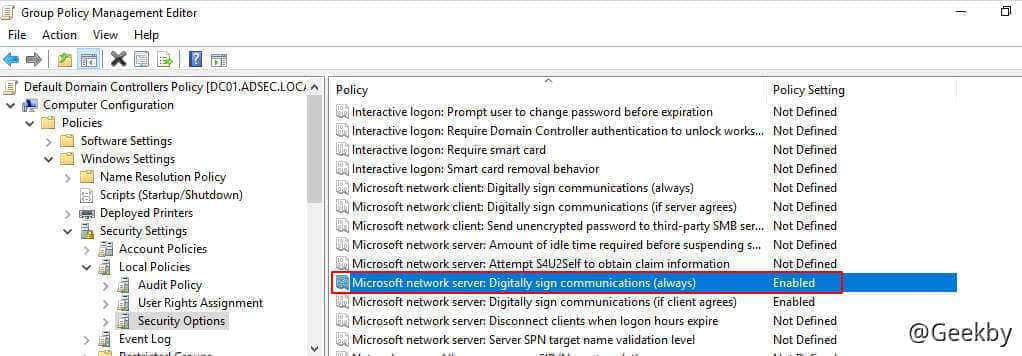 Group Policy Management Editor
File Action View Help
Default Domain Controllers Policy [DC01.ADSEC.LOCA
Computer Configuration
Policies
Software Settings
Windows Settings
Name Resolution Policy
Scripts (Startup/Shutdown)
Deployed Printers
Security Settings
Account Policies
Local Policies
Audit Policy
User Rights Assignment
Security Options
Event Log
Restricted Groups
Policy Policy Setting
Interactive logon: Prompt user to change password before expiration Not Defined
Interactive logon: Require Domain Controller authentication to unlock works... Not Defined
Interactive logon: Require smart card Not Defined
Interactive logon: Smart card removal behavior Not Defined
Microsoft network client: Digitally sign communications (always) Not Defined
Microsoft network client: Digitally sign communications (if server agrees) Not Defined
Microsoft network client: Send unencrypted password to third-party SMB ser... Not Defined
Microsoft network server: Amount of idle time required before suspending s... Not Defined
Microsoft network server: Attempt S4U2Self to obtain claim information Not Defined
Microsoft network server: Digitally sign communications (always) Enabled
Microsoft network server: Digitally sign communications (if client agrees) Enabled
Microsoft network server: Disconnect clients when logon hours expire Not Defined
Microsoft network server: Server SPN target name validation level Not Defined
@Geekby